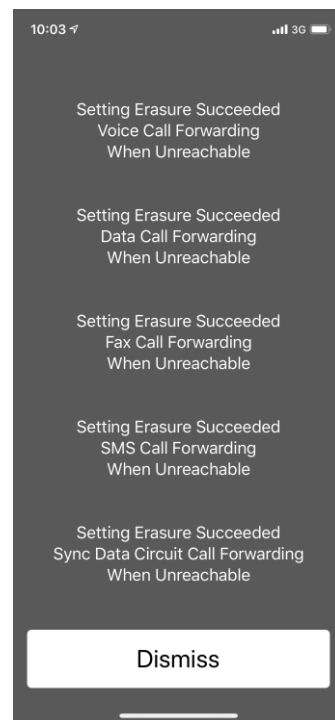 10:03
3G
Setting Erasure Succeeded
Voice Call Forwarding
When Unreachable
Setting Erasure Succeeded
Data Call Forwarding
When Unreachable
Setting Erasure Succeeded
Fax Call Forwarding
When Unreachable
Setting Erasure Succeeded
SMS Call Forwarding
When Unreachable
Setting Erasure Succeeded
Sync Data Circuit Call Forwarding
When Unreachable
Dismiss